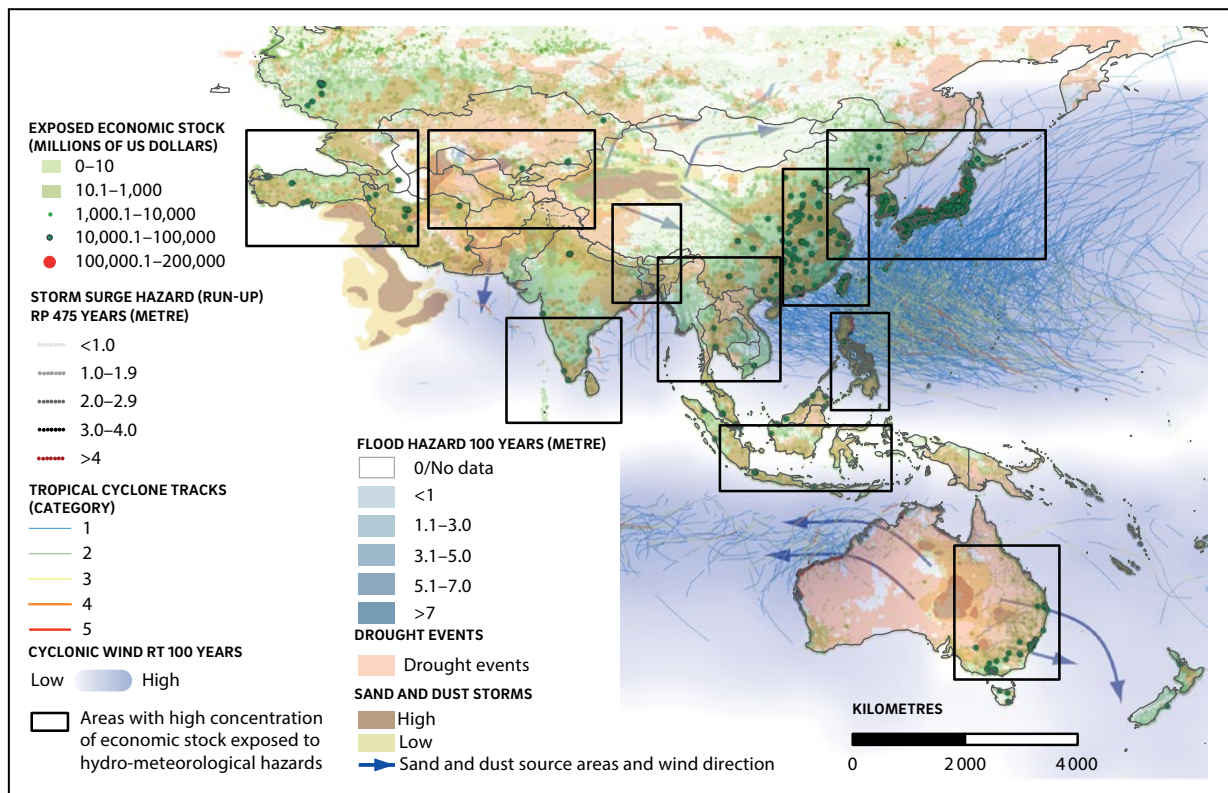 EXPOSED ECONOMIC STOCK
(MILLIONS OF US DOLLARS)
0–10
10.1–1,000
1,000.1–10,000
10,000.1–100,000
100,000.1–200,000
STORM SURGE HAZARD (RUN-UP)
RP 475 YEARS (METRE)
<1.0
1.0–1.9
2.0–2.9
3.0–4.0
>4
TROPICAL CYCLONE TRACKS
(CATEGORY)
1
2
3
4
5
CYCLONIC WIND RT 100 YEARS
Low High
Areas with high concentration
of economic stock exposed to
hydro-meteorological hazards
FLOOD HAZARD 100 YEARS (METRE)
0/No data
<1
1.1–3.0
3.1–5.0
5.1–7.0
>7
DROUGHT EVENTS
Drought events
SAND AND DUST STORMS
High
Low
Sand and dust source areas and wind direction
KILOMETRES
0 2 000 4 000